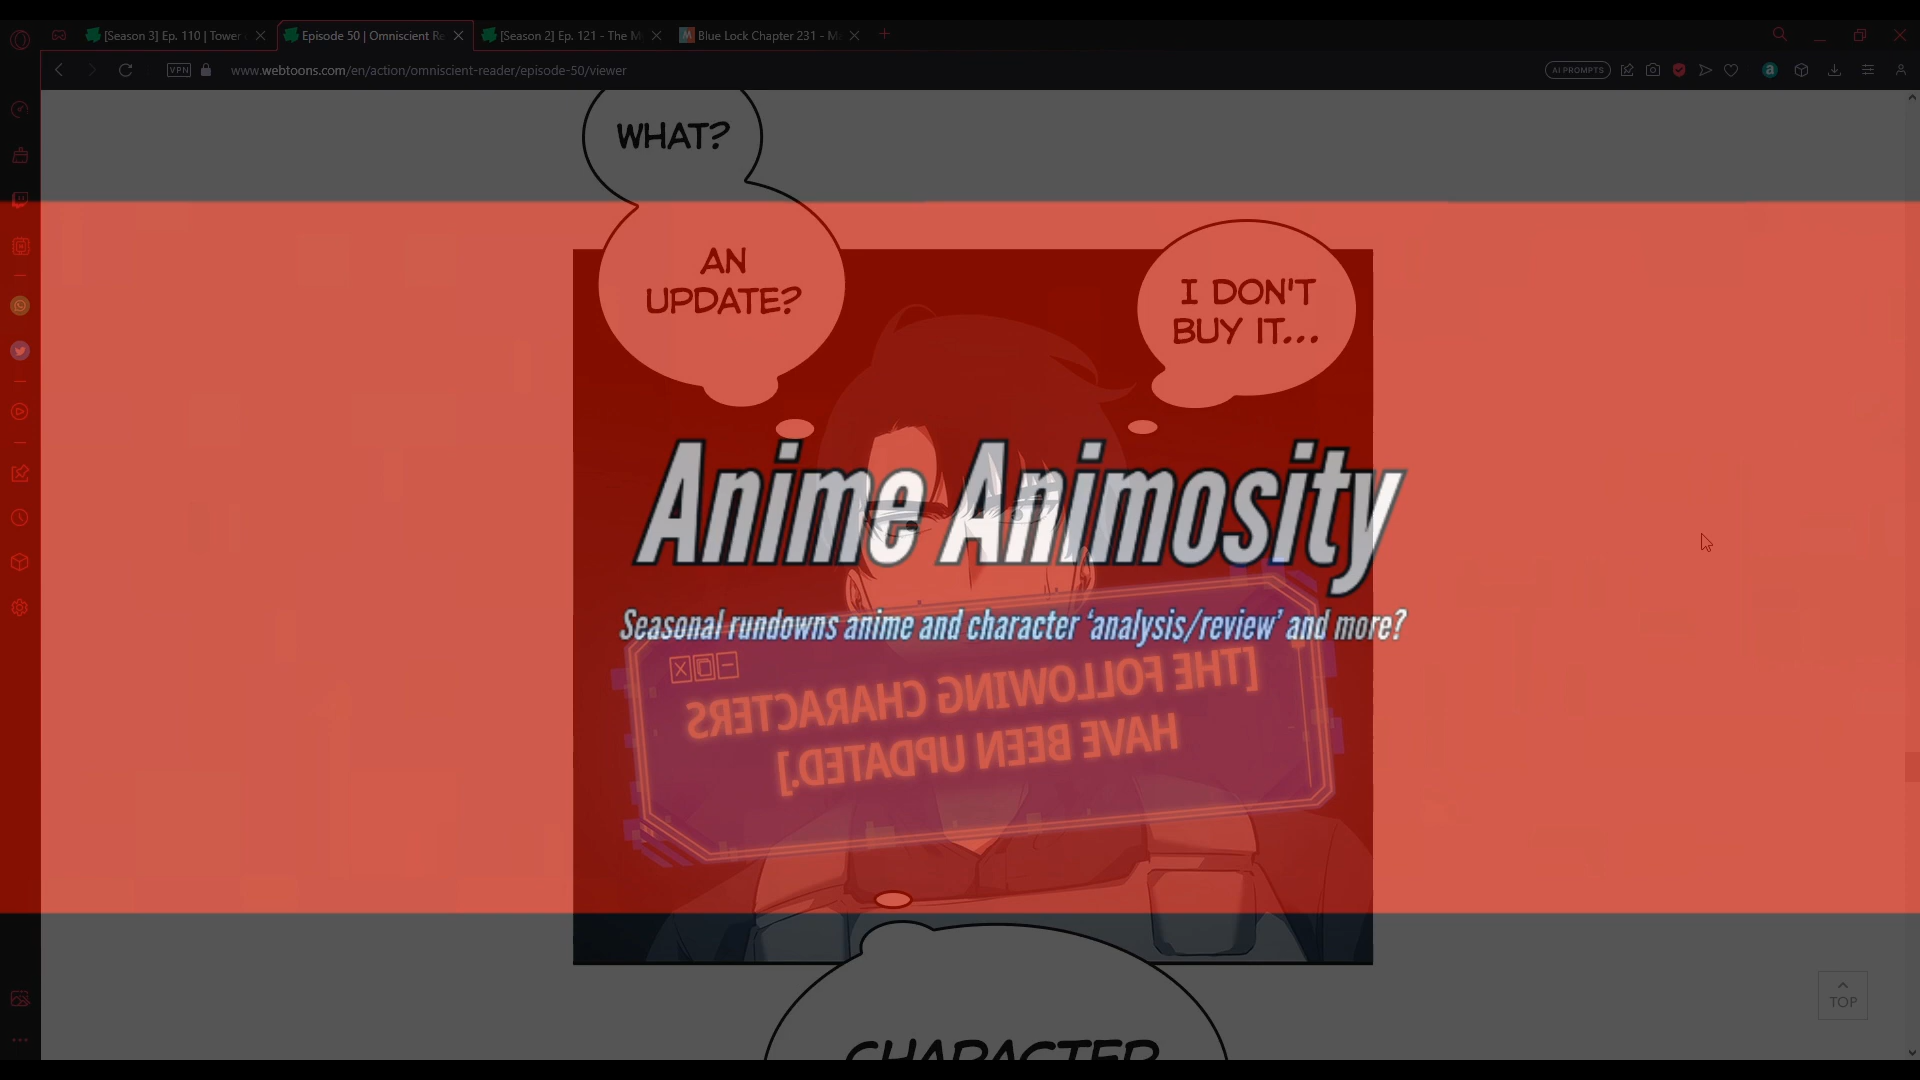 [Season 3] Ep. 110 | Tower
Episode 50 | Omniscient Re
[Season 2] Ep. 121 - The M
Blue Lock Chapter 231 - M
VPN
www.webtoons.com/en/action/omniscient-reader/episode-50/viewer
AI PROMPTS
WHAT?
AN
UPDATE?
I DON'T
BUY IT...
Anime Animosity
Seasonal rundowns anime and character 'analysis/review' and more?
[THE FOLLOWING CHARACTERS
HAVE BEEN UPDATED.]
CHARACTER
TOP